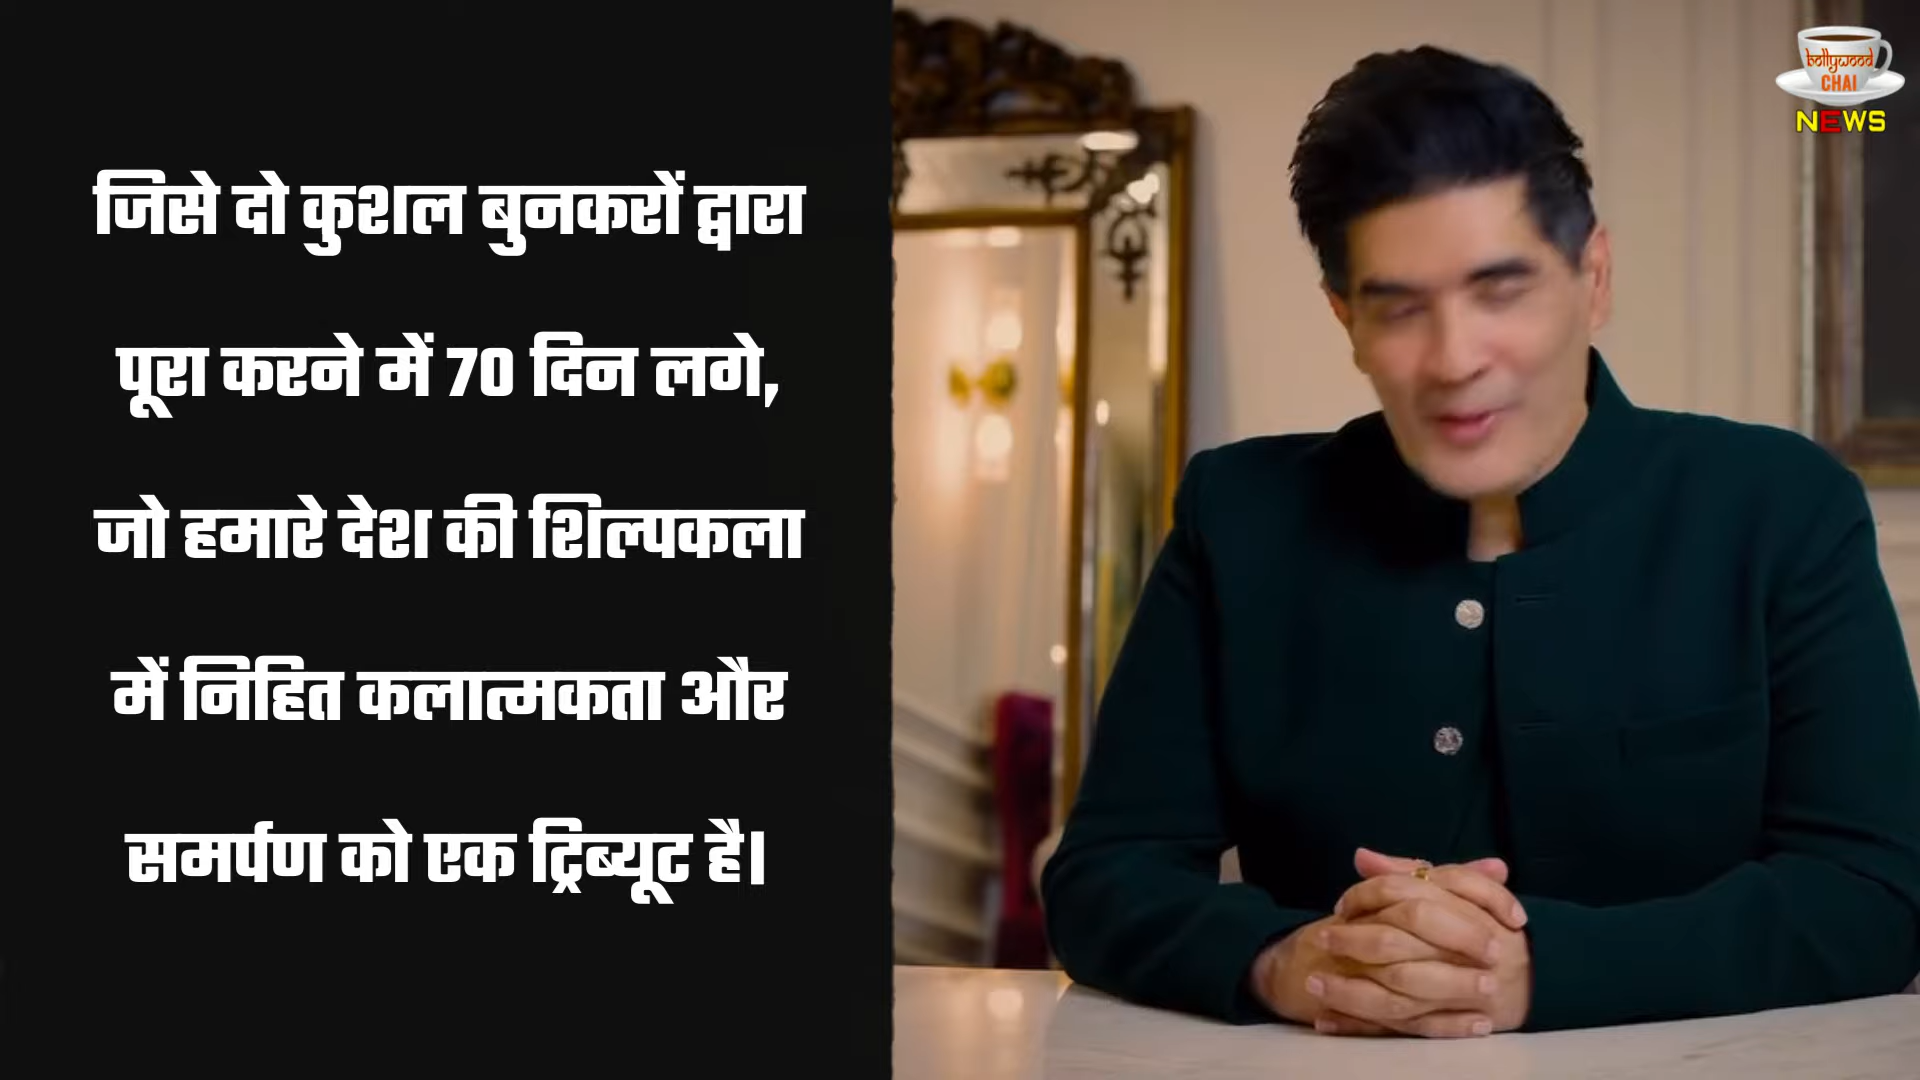 जिसे दो कुशल बुनकरों द्वारा
पूरा करने में 70 दिन लगे,
जो हमारे देश की शिल्पकला
में निहित कलात्मकता और
समर्पण को एक ट्रिब्यूट है।
bollywood
CHAI
NEWS